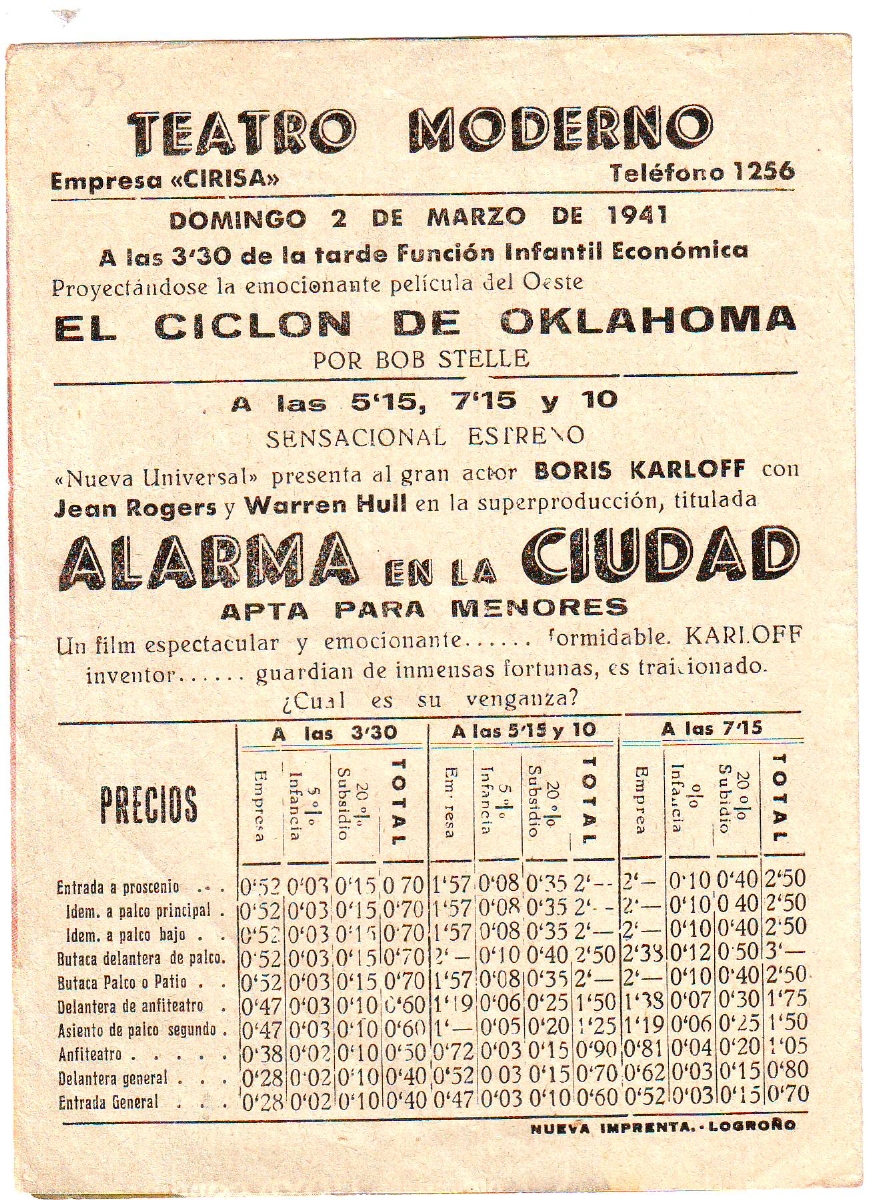 TEATRO MODERNO
Empresa «CIRISA» Teléfono 1256
DOMINGO 2 DE MARZO DE 1941
A las 3'30 de la tarde Función Infantil Económica
Proyectándose la emocionante película del Oeste
EL CICLON DE OKLAHOMA
POR BOB STELLE
A las 5'15, 7'15 y 10
SENSACIONAL ESTRENO
«Nueva Universal» presenta al gran actor BORIS KARLOFF con
Jean Rogers y Warren Hull en la superproducción, titulada
ALARMA EN LA CIUDAD
APTA PARA MENORES
Un film espectacular y emocionante...... formidable. KARLOFF
inventor...... guardian de inmensas fortunas, es traicionado.
¿Cual es su venganza?
PRECIOS
A las 3'30 A las 5'15 y 10 A las 7'15
Empresa 5 % Infancia 20 % Subsidio TOTAL Empresa 5 % Infancia 20 % Subsidio TOTAL Emprea % Infancia 20 % Subsidio TOTAL
Entrada a proscenio . . . 0'52 0'03 0'15 0 70 1'57 0'08 0'35 2'-- 2'— 0'10 0'40 2'50
Idem. a palco principal . 0'52 0'03 0'15 0'70 1'57 0'08 0'35 2'-- 2'— 0'10 0 40 2'50
Idem. a palco bajo . . 0'52 0'03 0'15 0'70 1'57 0'08 0'35 2'— 2'— 0'10 0'40 2'50
Butaca delantera de palco. 0'52 0'03 0'15 0'70 2'— 0'10 0'40 2'50 2'38 0'12 0'50 3'—
Butaca Palco o Patio . . 0'52 0'03 0'15 0'70 1'57 0'08 0'35 2'— 2'— 0'10 0'40 2'50
Delantera de anfiteatro . 0'47 0'03 0'10 0'60 1'19 0'06 0'25 1'50 1'38 0'07 0'30 1'75
Asiento de palco segundo . 0'47 0'03 0'10 0'60 1'— 0'05 0'20 1'25 1'19 0'06 0'25 1'50
Anfiteatro . . . . . 0'38 0'02 0'10 0'50 0'72 0'03 0'15 0'90 0'81 0'04 0'20 1'05
Delantera general . . . 0'28 0'02 0'10 0'40 0'52 0 03 0'15 0'70 0'62 0'03 0'15 0'80
Entrada General . . . 0'28 0'02 0'10 0'40 0'47 0'03 0'10 0'60 0'52 0'03 0'15 0'70
NUEVA IMPRENTA.-LOGROÑO